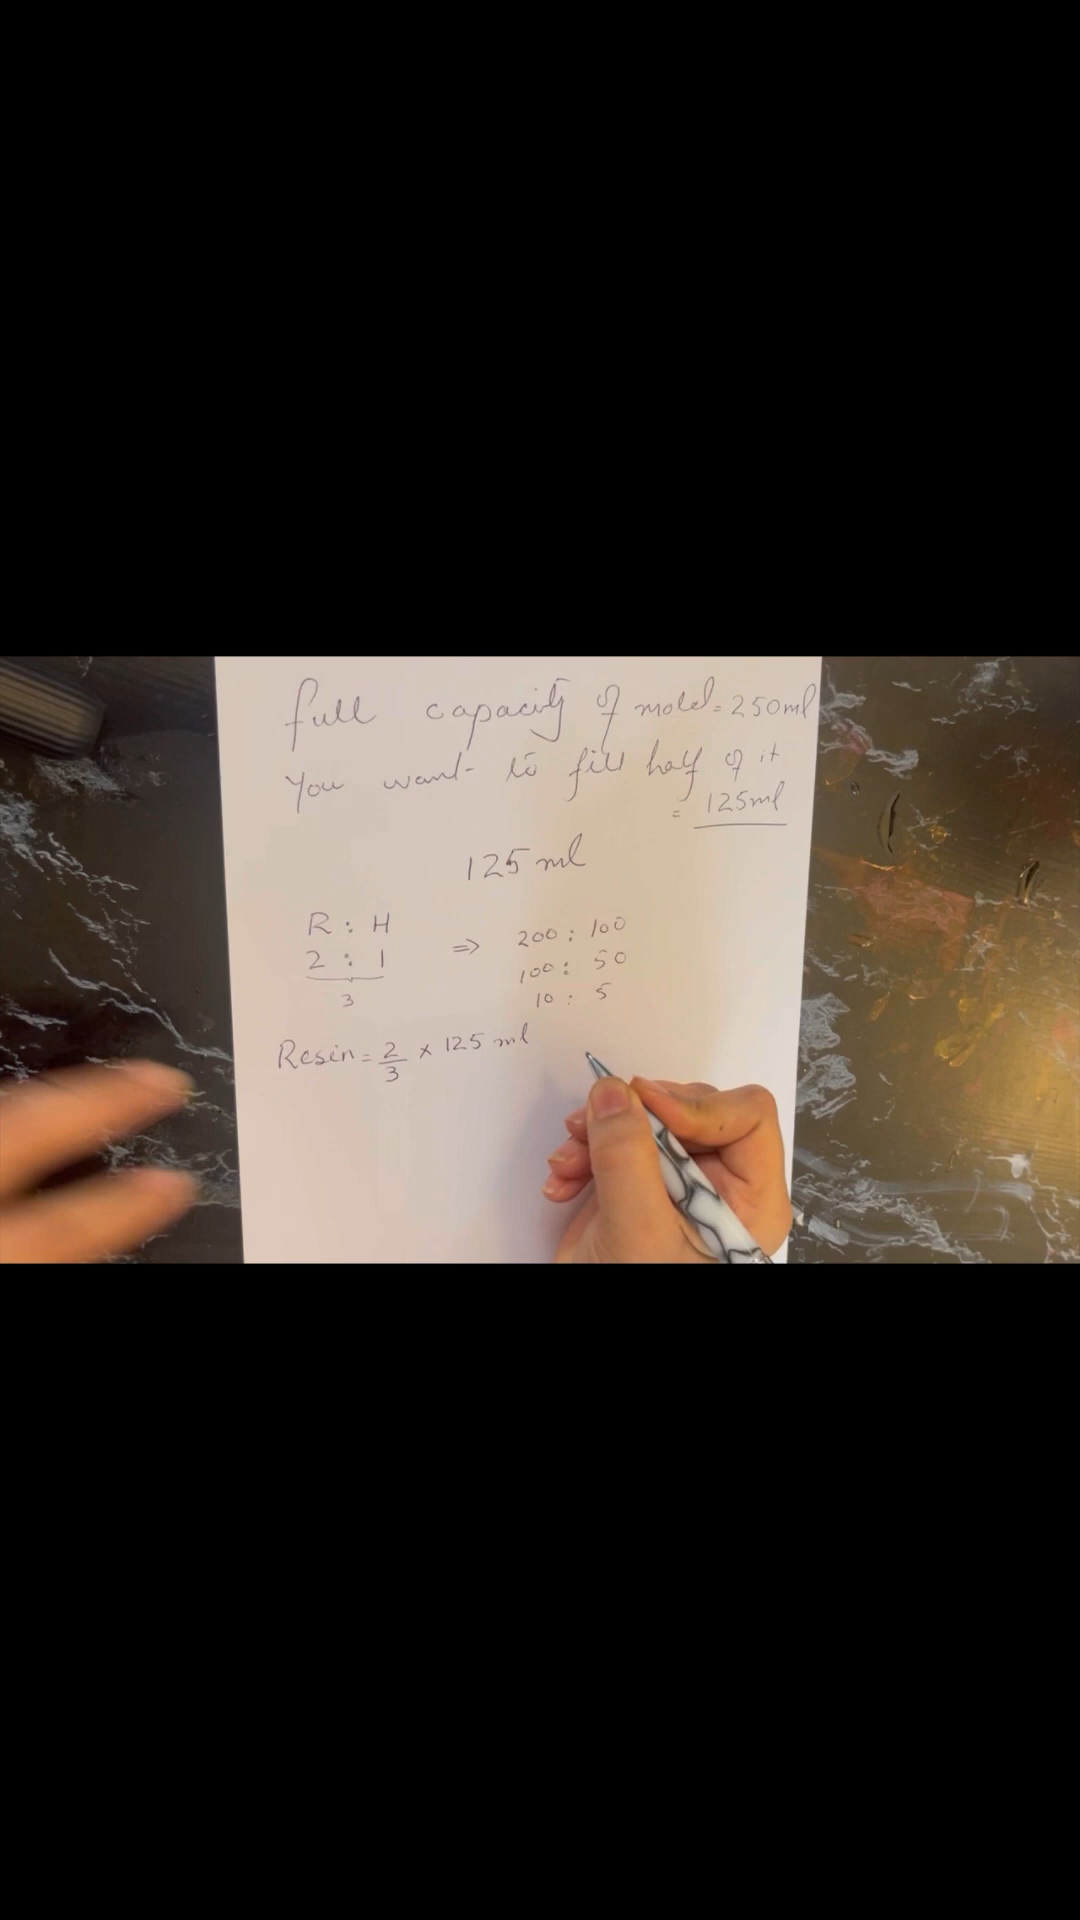 full capacity of mold = 250ml
You want to fill half of it
= 125ml
125 ml
R : H
2 : 1
3
⇒ 200 : 100
100 : 50
10 : 5
Resin = 2/3 × 125 ml